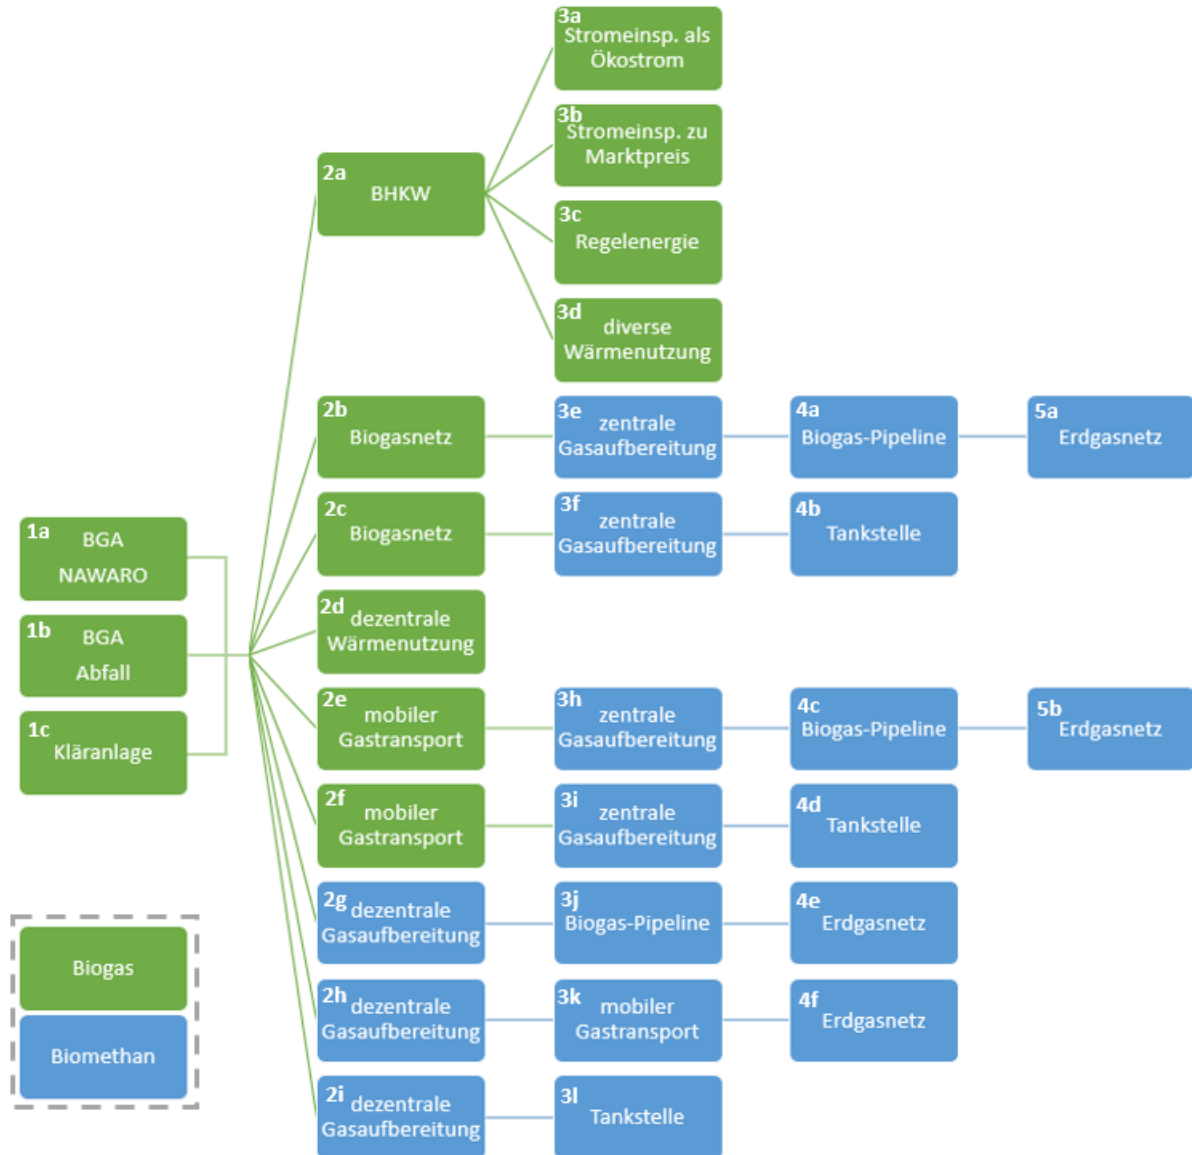 3a
Stromeinsp. als
Ökostrom
3b
Stromeinsp. zu
Marktpreis
2a
BHKW
3c
Regelenergie
3d
diverse
Wärmenutzung
2b
Biogasnetz
3e
zentrale
Gasaufbereitung
4a
Biogas-Pipeline
5a
Erdgasnetz
2c
Biogasnetz
3f
zentrale
Gasaufbereitung
4b
Tankstelle
1a
BGA
NAWARO
2d
dezentrale
Wärmenutzung
1b
BGA
Abfall
2e
mobiler
Gastransport
3h
zentrale
Gasaufbereitung
4c
Biogas-Pipeline
5b
Erdgasnetz
1c
Kläranlage
2f
mobiler
Gastransport
3i
zentrale
Gasaufbereitung
4d
Tankstelle
2g
dezentrale
Gasaufbereitung
3j
Biogas-Pipeline
4e
Erdgasnetz
2h
dezentrale
Gasaufbereitung
3k
mobiler
Gastransport
4f
Erdgasnetz
2i
dezentrale
Gasaufbereitung
3l
Tankstelle
Biogas
Biomethan